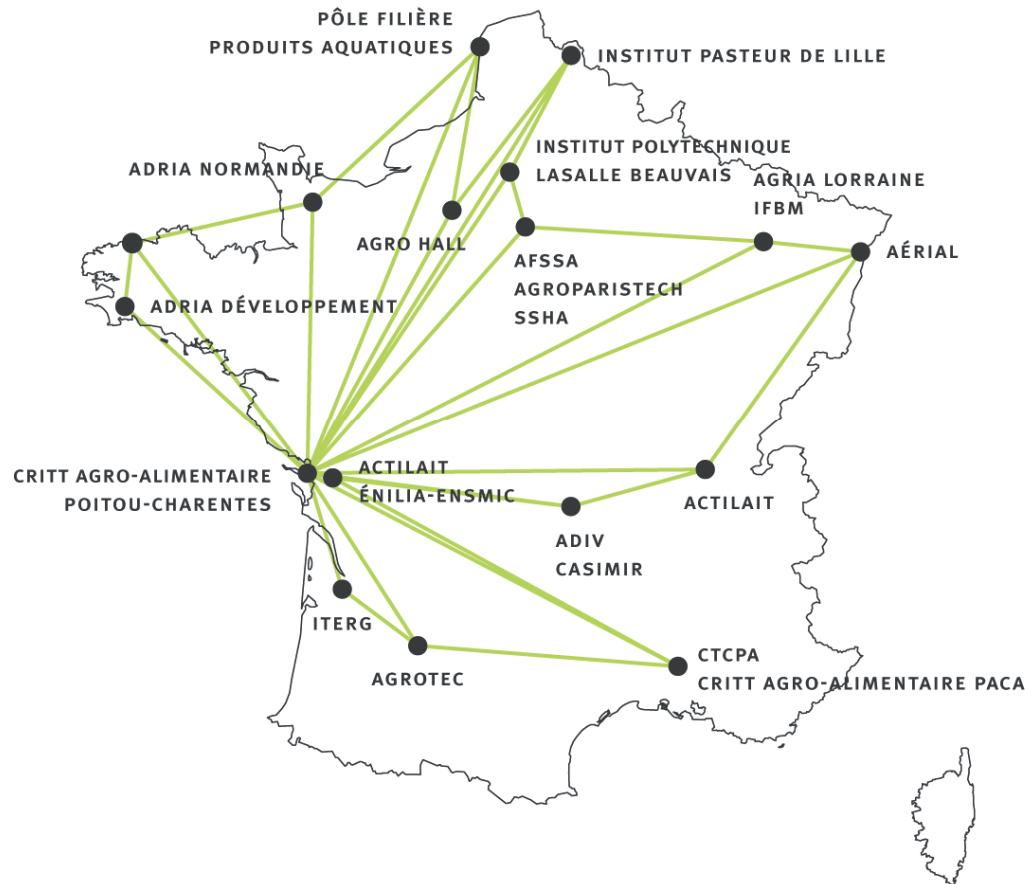 PÔLE FILIÈRE
PRODUITS AQUATIQUES
INSTITUT PASTEUR DE LILLE
INSTITUT POLYTECHNIQUE
LASALLE BEAUVAIS
ADRIA NORMANDIE
AGRIA LORRAINE
IFBM
AGRO HALL
AÉRIAL
AFSSA
AGROPARISTECH
SSHA
ADRIA DÉVELOPPEMENT
CRITT AGRO-ALIMENTAIRE
POITOU-CHARENTES
ACTILAIT
ÉNILIA-ENSMIC
ACTILAIT
ADIV
CASIMIR
ITERG
AGROTEC
CTCPA
CRITT AGRO-ALIMENTAIRE PACA